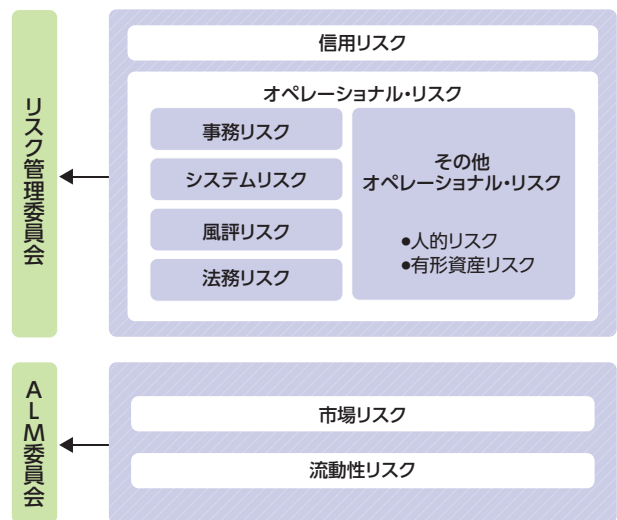 リスク管理委員会
信用リスク
オペレーショナル・リスク
事務リスク
システムリスク
風評リスク
法務リスク
その他
オペレーショナル・リスク
●人的リスク
●有形資産リスク
ALM委員会
市場リスク
流動性リスク